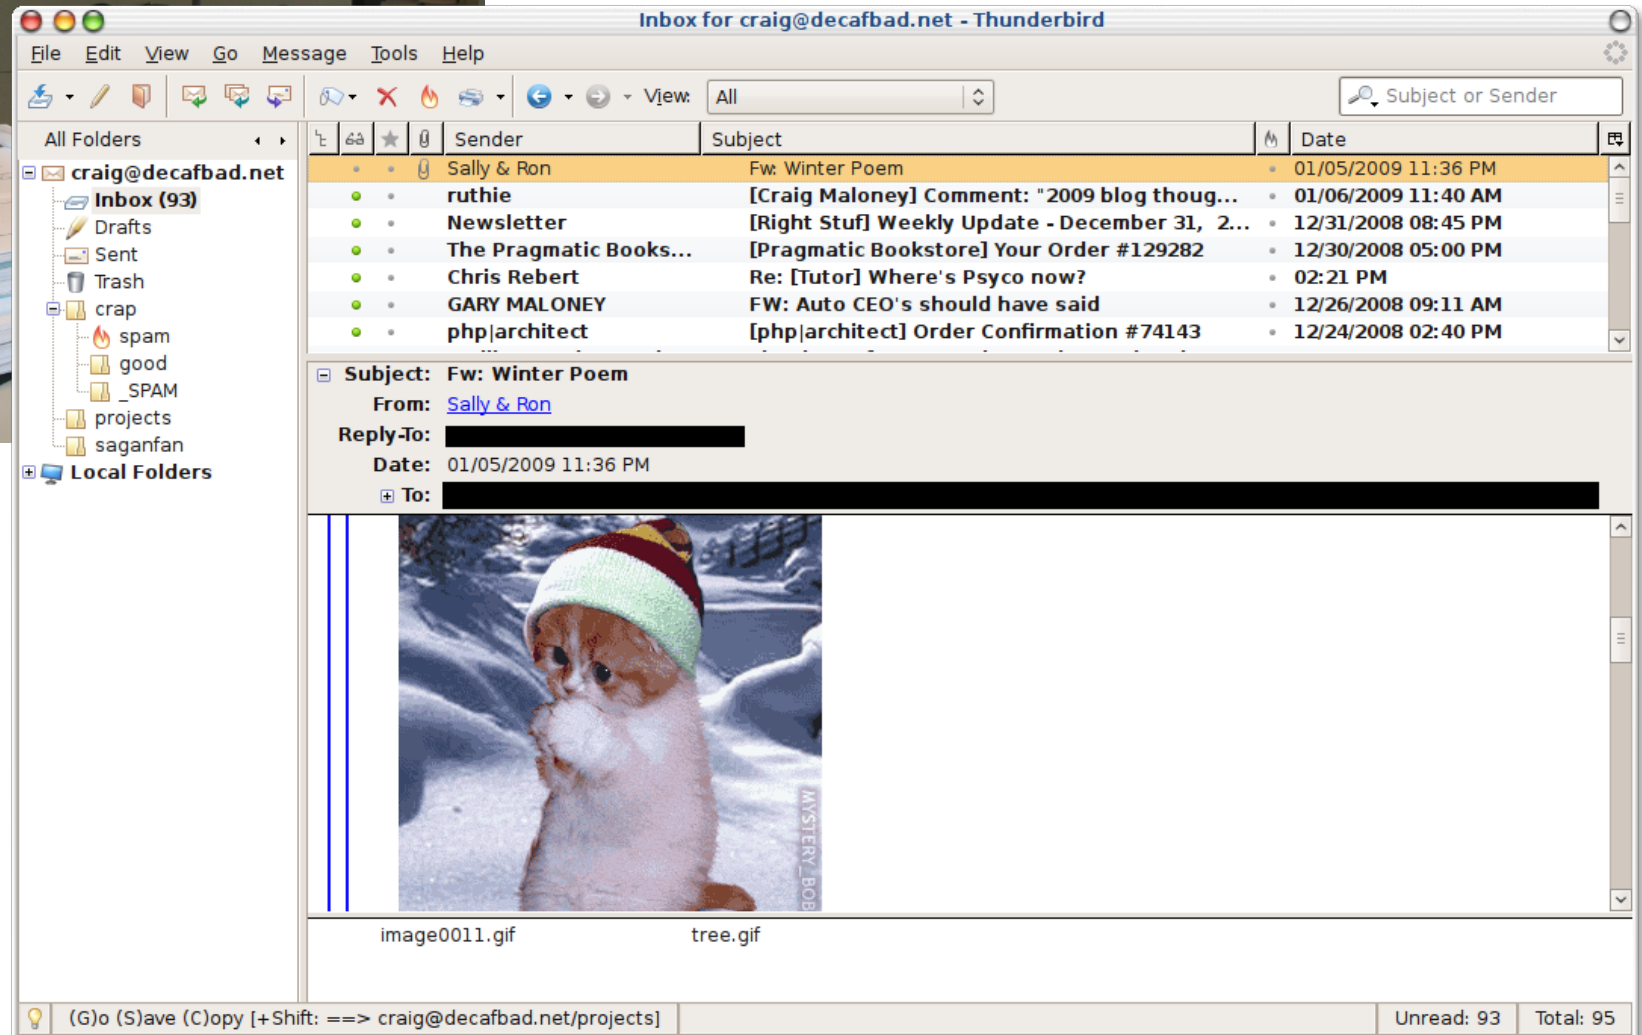 Inbox for craig@decafbad.net - Thunderbird
File Edit View Go Message Tools Help
View: All Subject or Sender
All Folders
craig@decafbad.net
Inbox (93)
Drafts
Sent
Trash
crap
spam
good
_SPAM
projects
saganfan
Local Folders
Sender Subject Date
Sally & Ron Fw: Winter Poem 01/05/2009 11:36 PM
ruthie [Craig Maloney] Comment: "2009 blog thoug... 01/06/2009 11:40 AM
Newsletter [Right Stuf] Weekly Update - December 31, 2... 12/31/2008 08:45 PM
The Pragmatic Books... [Pragmatic Bookstore] Your Order #129282 12/30/2008 05:00 PM
Chris Rebert Re: [Tutor] Where's Psyco now? 02:21 PM
GARY MALONEY FW: Auto CEO's should have said 12/26/2008 09:11 AM
php|architect [php|architect] Order Confirmation #74143 12/24/2008 02:40 PM
Subject: Fw: Winter Poem
From: Sally & Ron
Reply-To:
Date: 01/05/2009 11:36 PM
To:
MYSTERY_BOB
image0011.gif tree.gif
(G)o (S)ave (C)opy [+Shift: ==> craig@decafbad.net/projects] Unread: 93 Total: 95